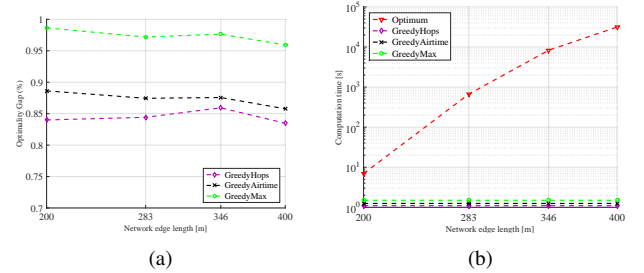 1
0.95
0.9
0.85
0.8
0.75
0.7
Optimality Gap (%)
GreedyHops
GreedyAirtime
GreedyMax
200
283
346
400
Network edge length [m]
(a)
10^5
10^4
10^3
10^2
10^1
10^0
Computation time [s]
Optimum
GreedyHops
GreedyAirtime
GreedyMax
200
283
346
400
Network edge length [m]
(b)